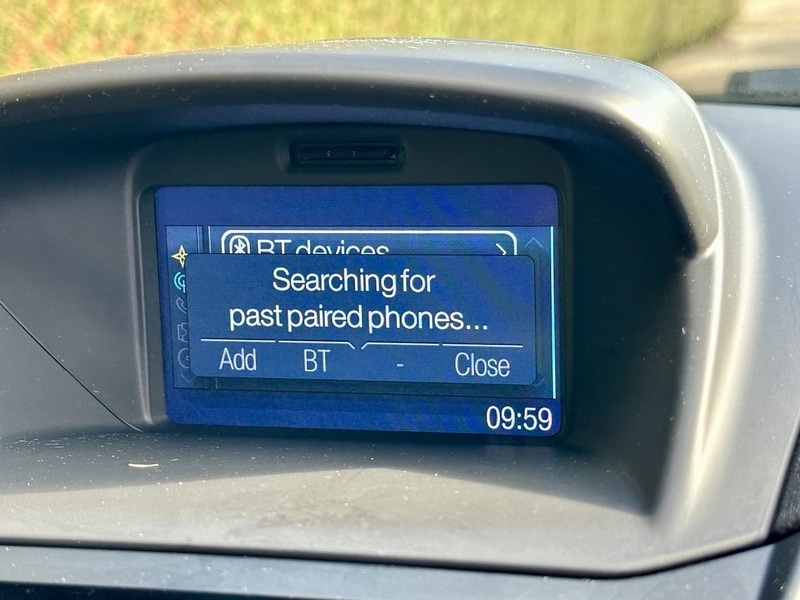 BT devices
Searching for
past paired phones...
Add BT - Close
09:59